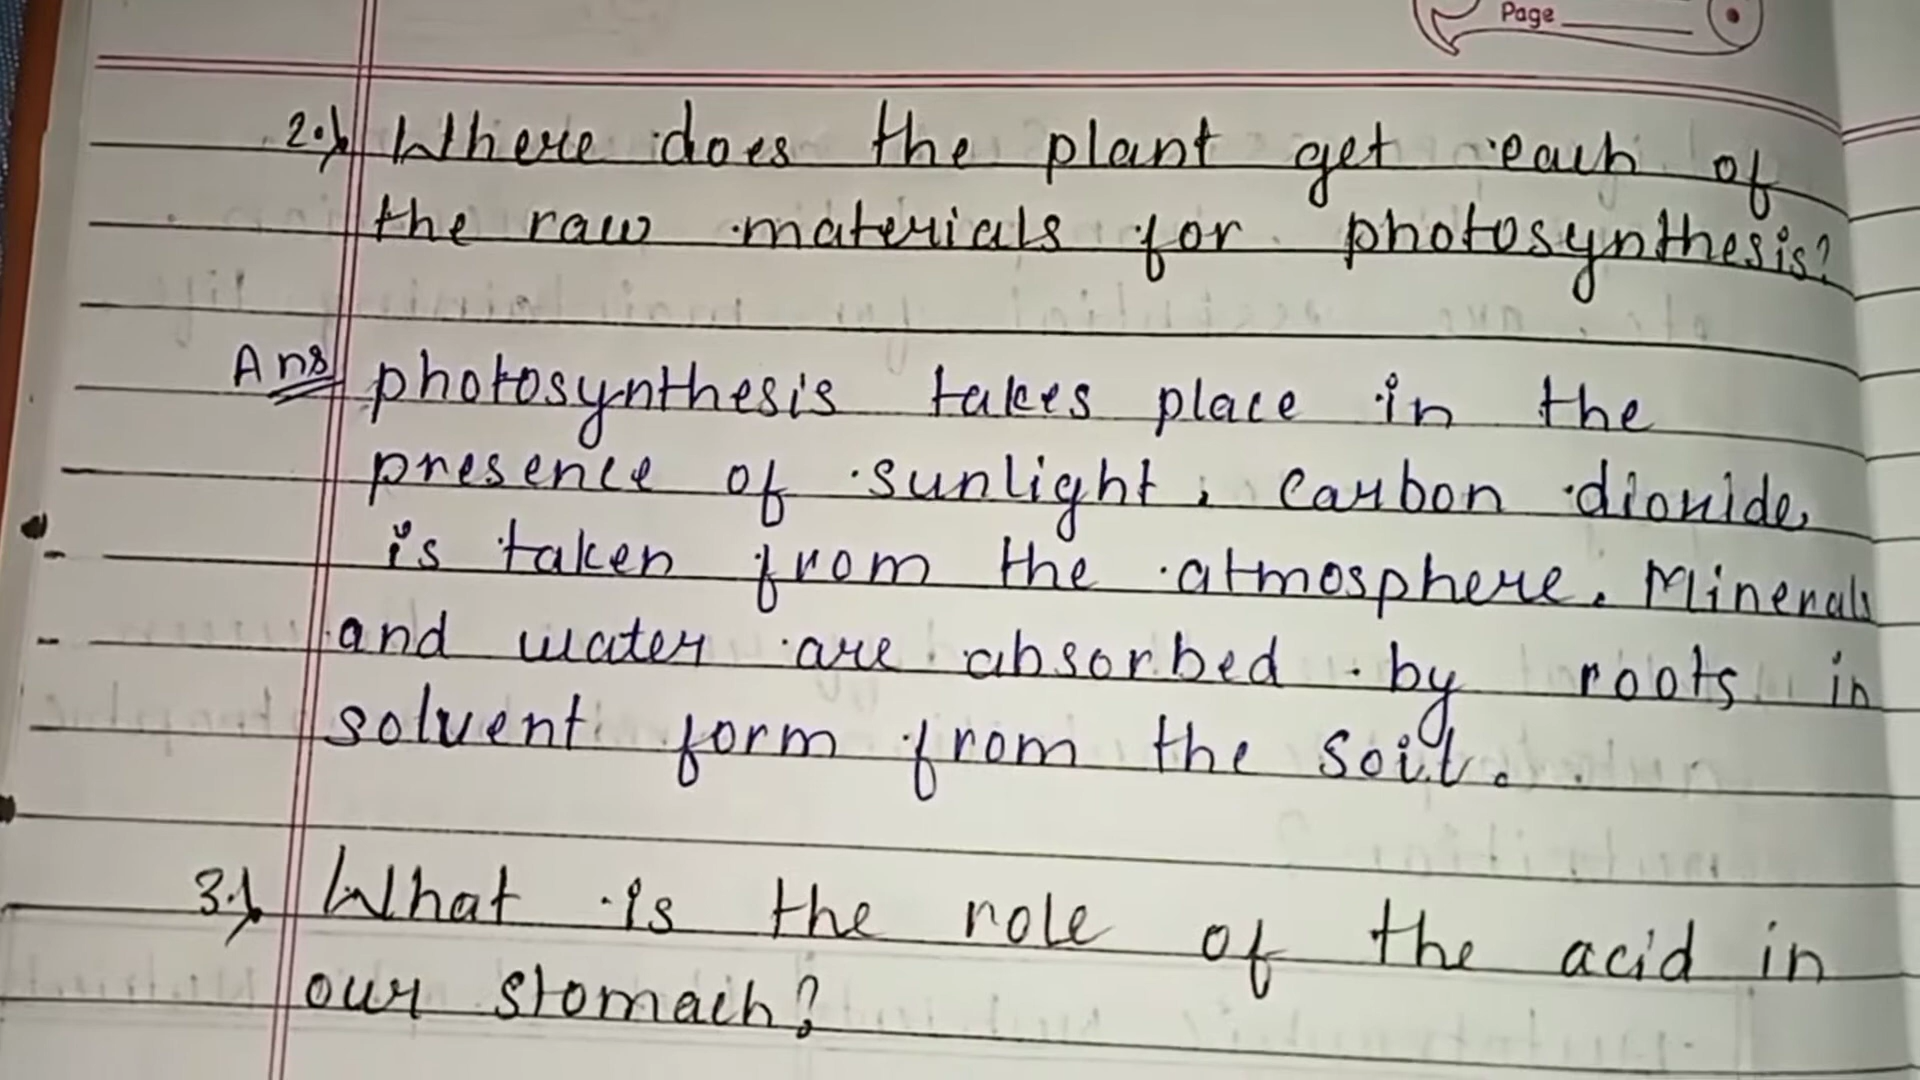 Page
2.) Where does the plant get each of
the raw materials for photosynthesis?
Ans photosynthesis takes place in the
presence of sunlight, carbon dioxide,
is taken from the atmosphere. Minerals
and water are absorbed by roots in
solvent form from the soil.
3.) What is the role of the acid in
our stomach?